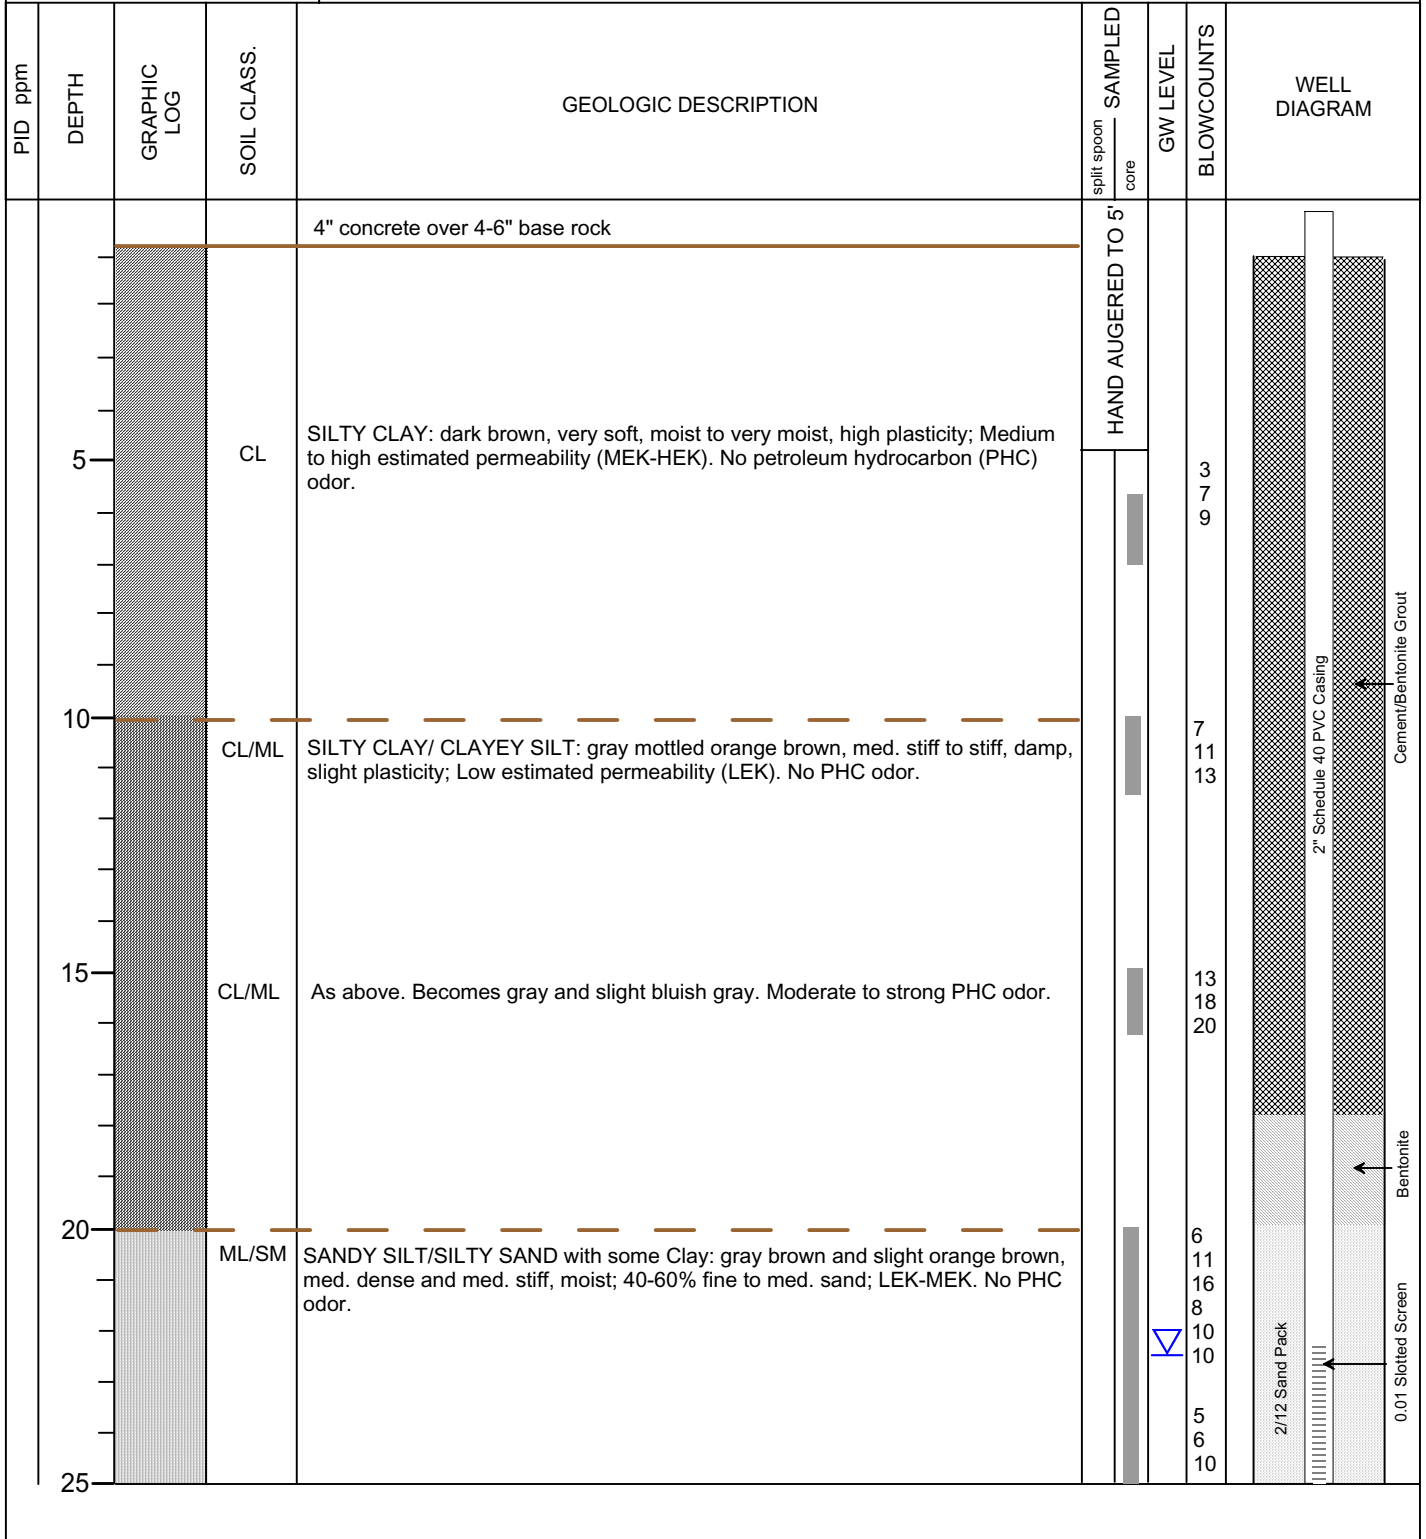 PID ppm
DEPTH
GRAPHIC
LOG
SOIL CLASS.
GEOLOGIC DESCRIPTION
SAMPLED
split spoon
core
GW LEVEL
BLOWCOUNTS
WELL
DIAGRAM
4" concrete over 4-6" base rock
HAND AUGERED TO 5'
5
CL
SILTY CLAY: dark brown, very soft, moist to very moist, high plasticity; Medium
to high estimated permeability (MEK-HEK). No petroleum hydrocarbon (PHC)
odor.
3
7
9
10
CL/ML
SILTY CLAY/ CLAYEY SILT: gray mottled orange brown, med. stiff to stiff, damp,
slight plasticity; Low estimated permeability (LEK). No PHC odor.
7
11
13
2" Schedule 40 PVC Casing
Cement/Bentonite Grout
15
CL/ML
As above. Becomes gray and slight bluish gray. Moderate to strong PHC odor.
13
18
20
Bentonite
20
ML/SM
SANDY SILT/SILTY SAND with some Clay: gray brown and slight orange brown,
med. dense and med. stiff, moist; 40-60% fine to med. sand; LEK-MEK. No PHC
odor.
6
11
16
8
10
10
5
6
10
2/12 Sand Pack
0.01 Slotted Screen
25